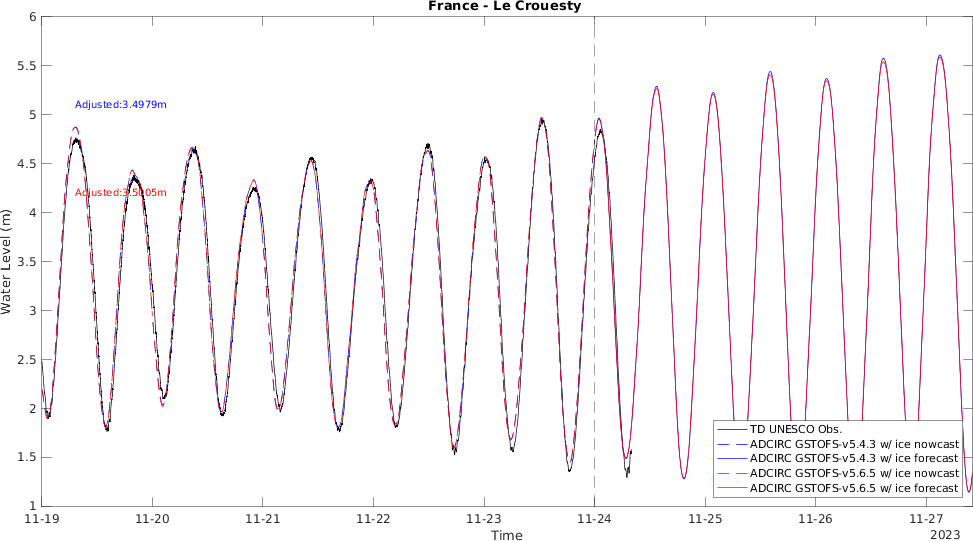 France - Le Crouesty
6
5.5
5
4.5
4
3.5
3
2.5
2
1.5
1
Water Level (m)
Adjusted:3.4979m
Adjusted:3.5005m
TD UNESCO Obs.
ADCIRC GSTOFS-v5.4.3 w/ ice nowcast
ADCIRC GSTOFS-v5.4.3 w/ ice forecast
ADCIRC GSTOFS-v5.6.5 w/ ice nowcast
ADCIRC GSTOFS-v5.6.5 w/ ice forecast
11-19 11-20 11-21 11-22 11-23 11-24 11-25 11-26 11-27
Time
2023